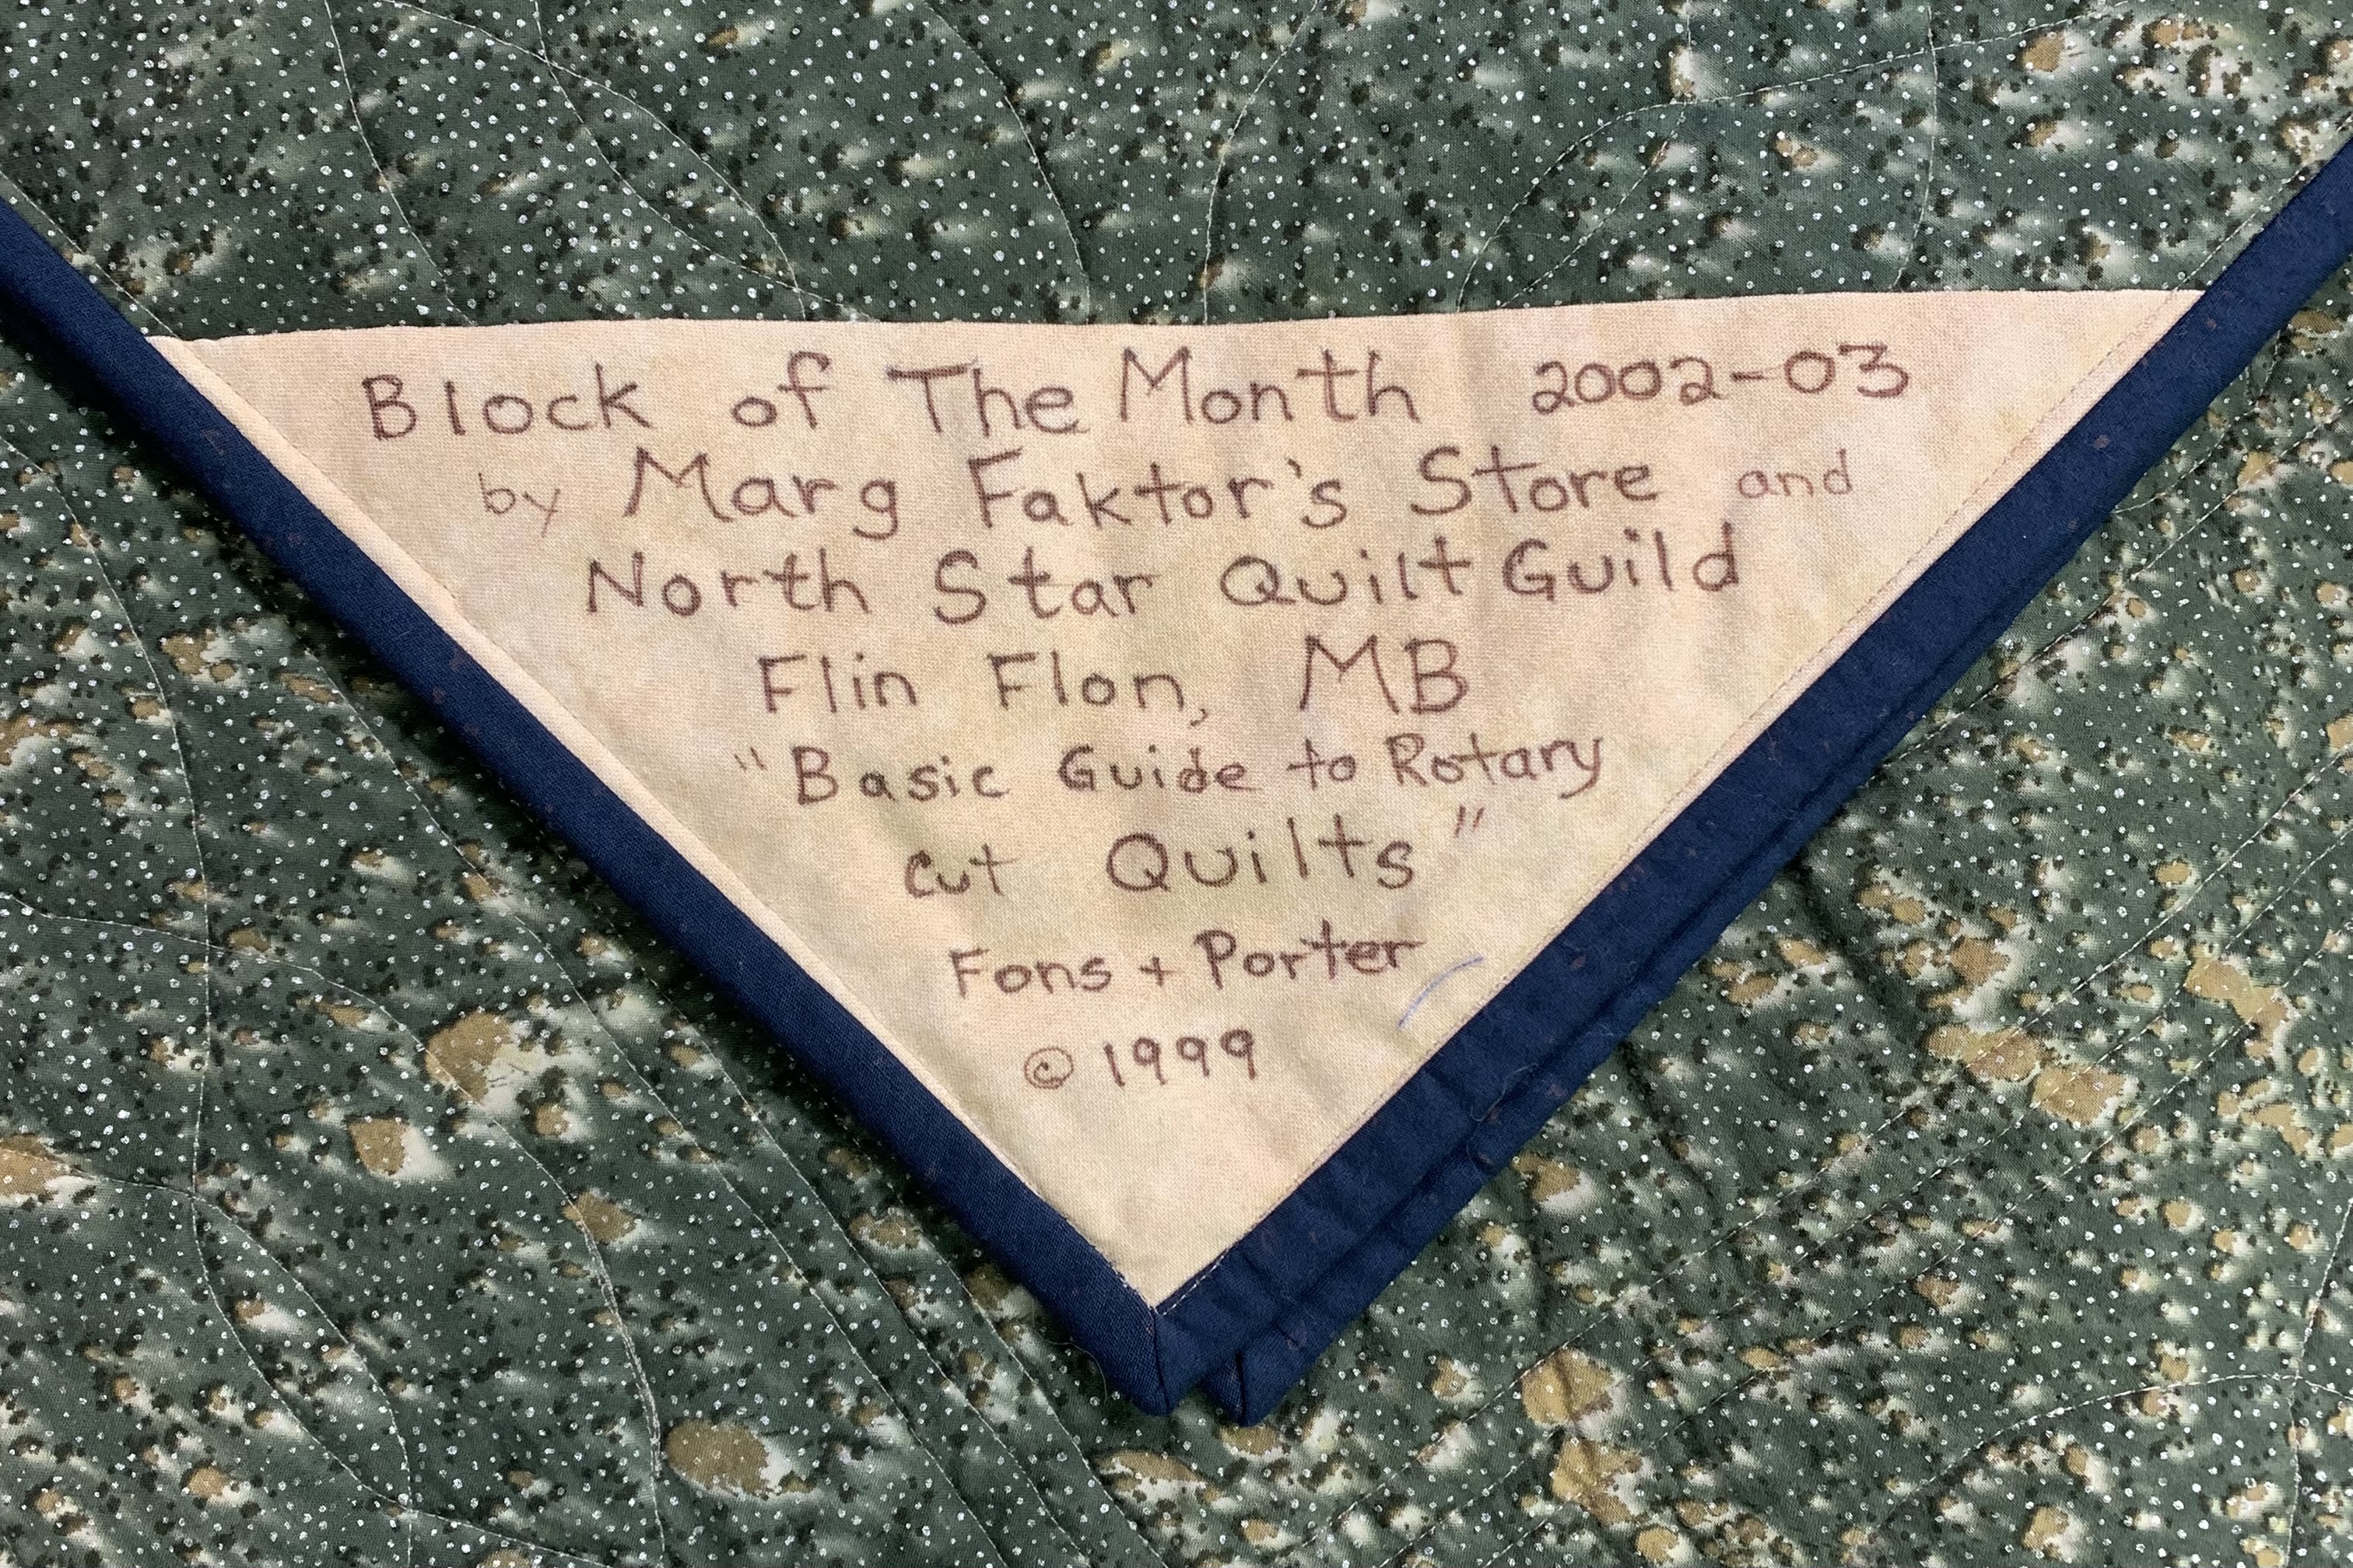 Block of The Month 2002-03
by Marg Faktor's Store and
North Star Quilt Guild
Flin Flon, MB
"Basic Guide to Rotary
cut Quilts"
Fons + Porter
© 1999